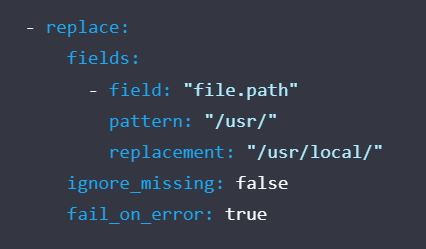 - replace:
    fields:
      - field: "file.path"
        pattern: "/usr/"
        replacement: "/usr/local/"
    ignore_missing: false
    fail_on_error: true